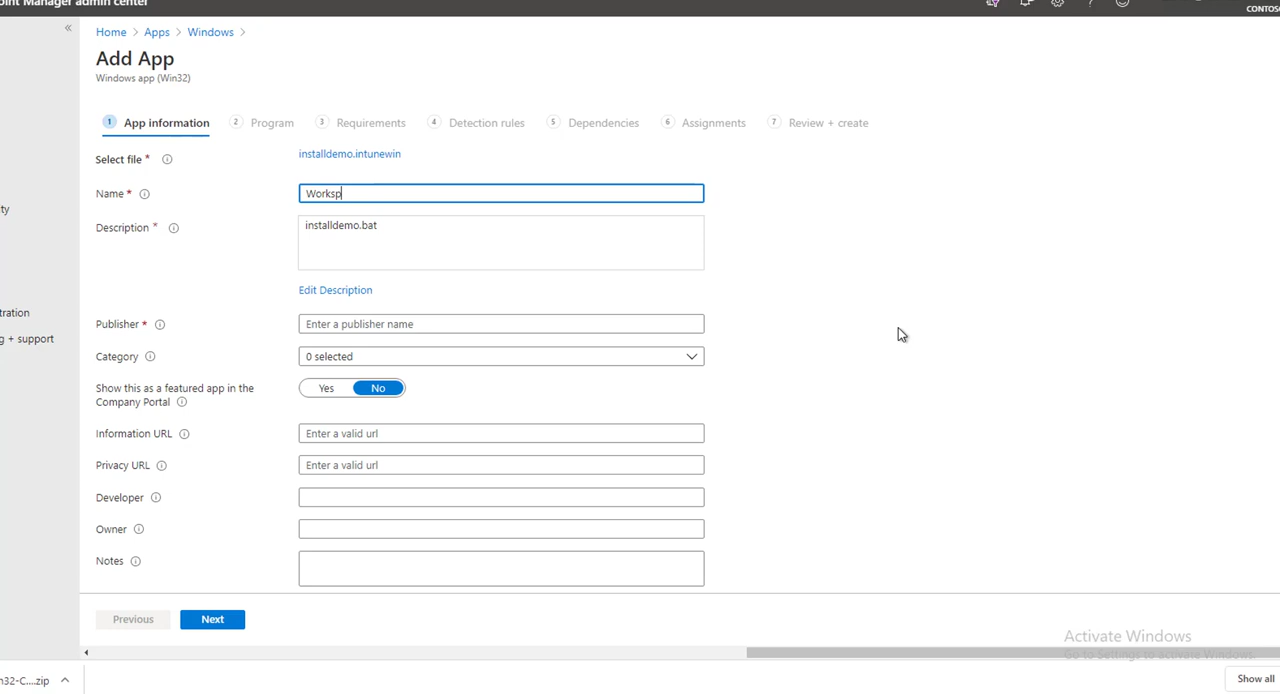 oint Manager admin center
CONTOSO
Home > Apps > Windows >
Add App
Windows app (Win32)
1 App information 2 Program 3 Requirements 4 Detection rules 5 Dependencies 6 Assignments 7 Review + create
Select file * installdemo.intunewin
Name * Worksp
ty
Description * installdemo.bat
Edit Description
tration
Publisher * Enter a publisher name
g + support
Category 0 selected
Show this as a featured app in the
Company Portal
Yes No
Information URL Enter a valid url
Privacy URL Enter a valid url
Developer
Owner
Notes
Previous Next
Activate Windows
Go to Settings to activate Windows.
n32-C....zip
Show all